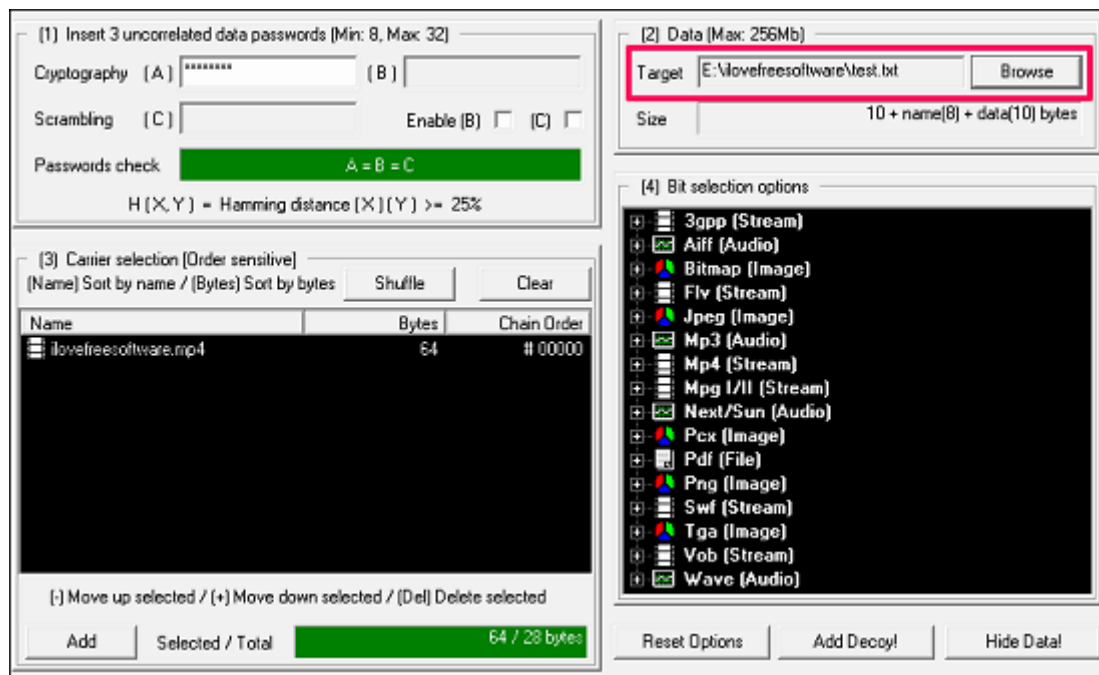 (1) Insert 3 uncorrelated data passwords (Min: 8, Max: 32)
Cryptography (A) ******** (B)
Scrambling (C) Enable (B) (C)
Passwords check A = B = C
H (X, Y) = Hamming distance (X) (Y) >= 25%
(2) Data (Max: 256Mb)
Target E:\ilovefreesoftware\test.txt Browse
Size 10 + name(8) + data(10) bytes
(3) Carrier selection (Order sensitive)
(Name) Sort by name / (Bytes) Sort by bytes Shuffle Clear
Name Bytes Chain Order
ilovefreesoftware.mp4 64 # 00000
(-) Move up selected / (+) Move down selected / (Del) Delete selected
Add Selected / Total 64 / 28 bytes
(4) Bit selection options
3gpp (Stream)
Aiff (Audio)
Bitmap (Image)
Flv (Stream)
Jpeg (Image)
Mp3 (Audio)
Mp4 (Stream)
Mpg I/II (Stream)
Next/Sun (Audio)
Pcx (Image)
Pdf (File)
Png (Image)
Swf (Stream)
Tga (Image)
Vob (Stream)
Wave (Audio)
Reset Options Add Decoy! Hide Data!